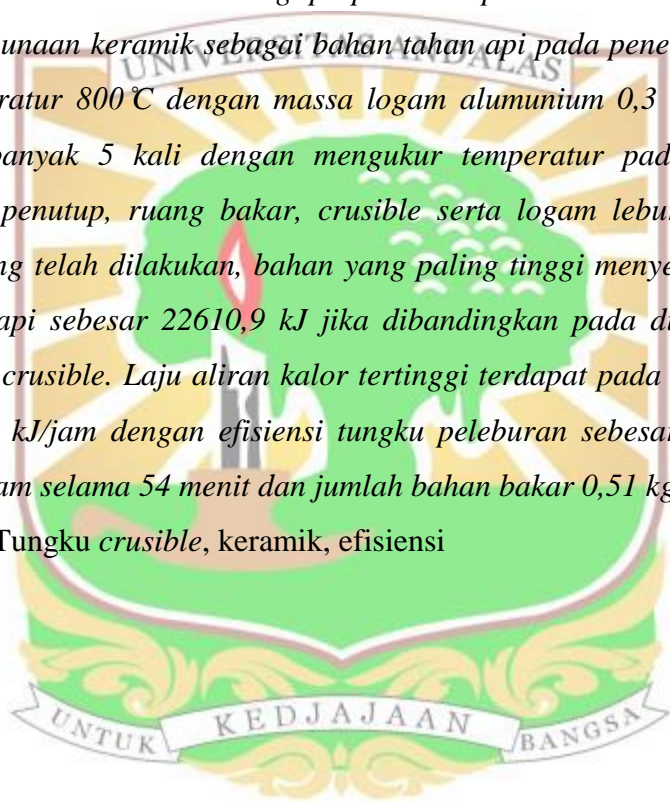 unaan keramik sebagai bahan tahan api pada pene
UNIVERSITAS ANDALAS
ratur 800℃ dengan massa logam alumunium 0,3
banyak 5 kali dengan mengukur temperatur pad
penutup, ruang bakar, crusible serta logam lebu
ng telah dilakukan, bahan yang paling tinggi menye
api sebesar 22610,9 kJ jika dibandingkan pada di
crusible. Laju aliran kalor tertinggi terdapat pada
kJ/jam dengan efisiensi tungku peleburan sebesar
am selama 54 menit dan jumlah bahan bakar 0,51 kg
Tungku crusible, keramik, efisiensi
UNTUK KEDJAJAAN BANGSA